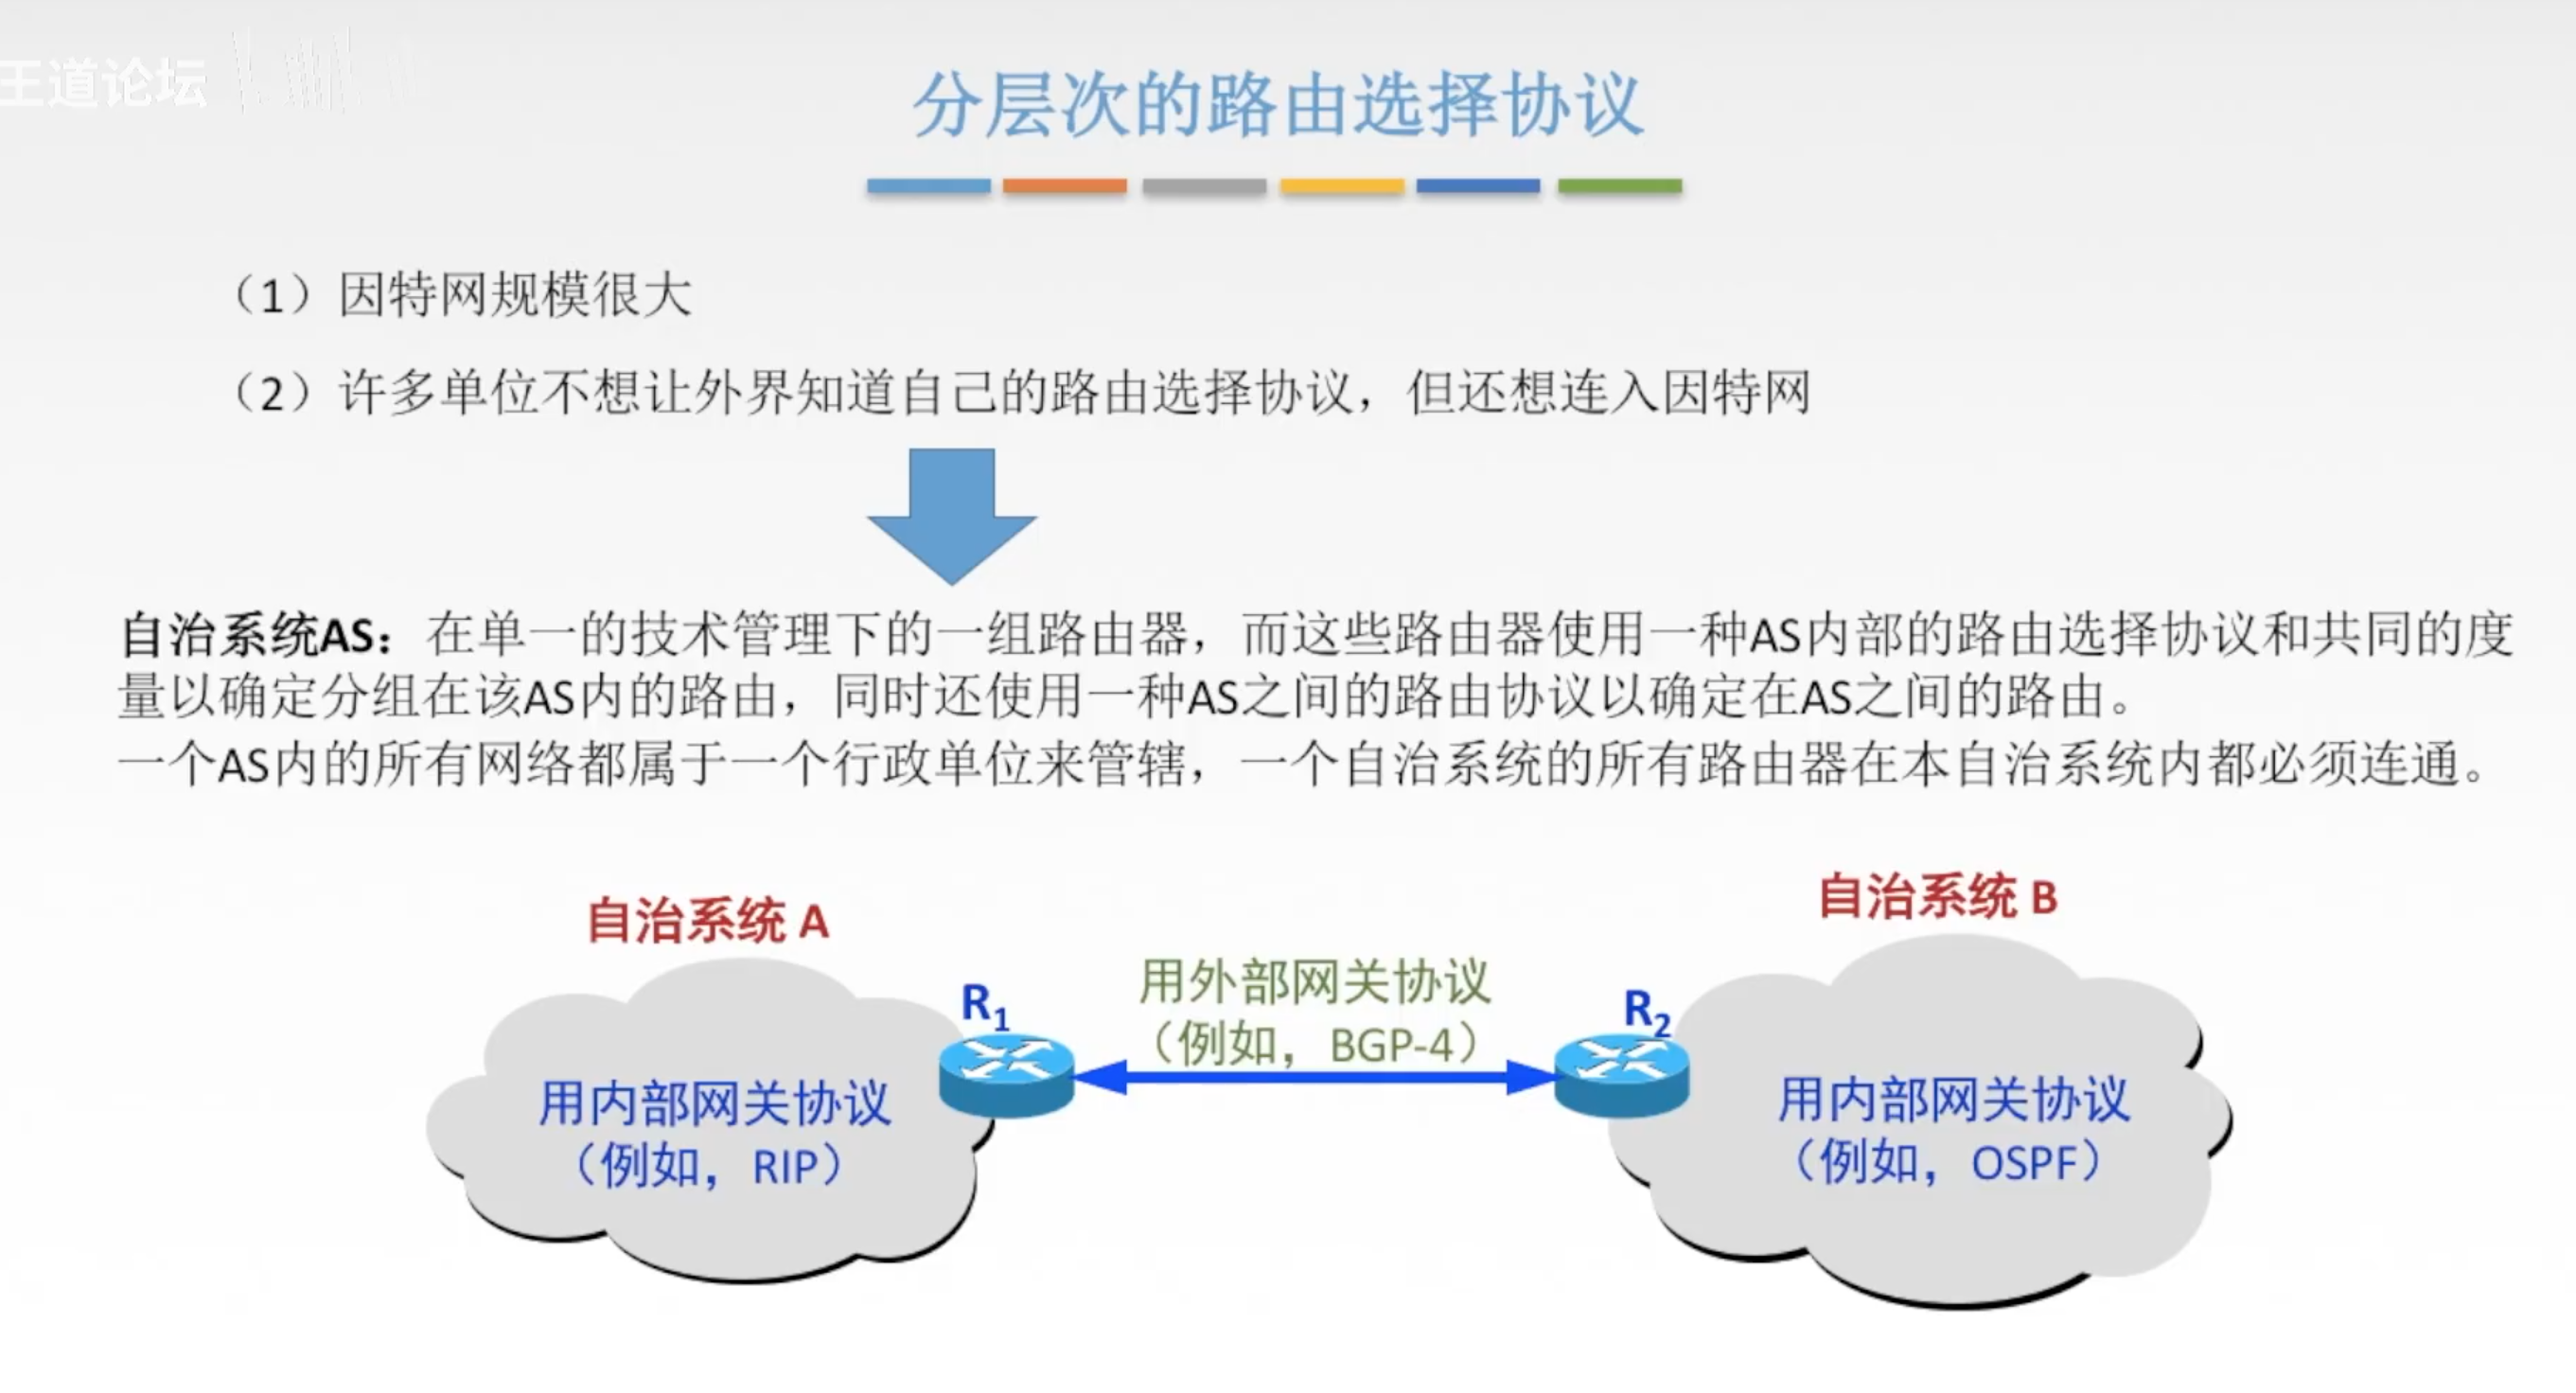 王道论坛
分层次的路由选择协议
（1）因特网规模很大
（2）许多单位不想让外界知道自己的路由选择协议，但还想连入因特网
自治系统AS：在单一的技术管理下的一组路由器，而这些路由器使用一种AS内部的路由选择协议和共同的度
量以确定分组在该AS内的路由，同时还使用一种AS之间的路由协议以确定在AS之间的路由。
一个AS内的所有网络都属于一个行政单位来管辖，一个自治系统的所有路由器在本自治系统内都必须连通。
自治系统 A
自治系统 B
R1
用外部网关协议
（例如，BGP-4）
R2
用内部网关协议
（例如，RIP）
用内部网关协议
（例如，OSPF）